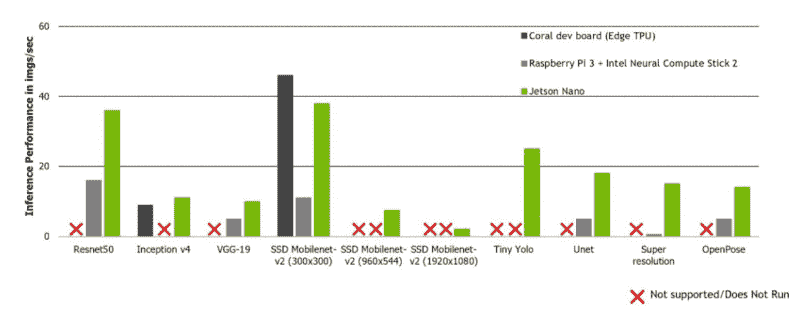 60
40
20
0
Inference Performance in imgs/sec
Coral dev board (Edge TPU)
Raspberry Pi 3 + Intel Neural Compute Stick 2
Jetson Nano
Resnet50
Inception v4
VGG-19
SSD Mobilenet-
v2 (300x300)
SSD Mobilenet-
v2 (960x544)
SSD Mobilenet-
v2 (1920x1080)
Tiny Yolo
Unet
Super
resolution
OpenPose
Not supported/Does Not Run